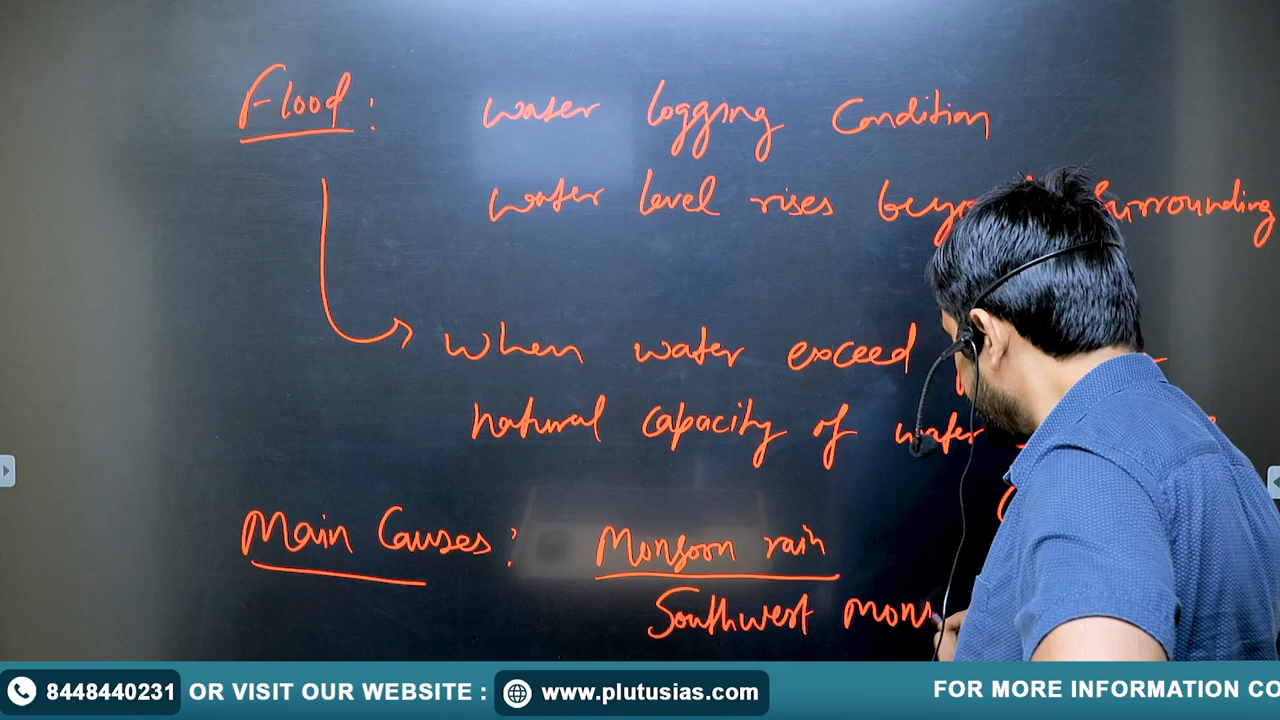 Flood : water logging Condition
water level rises surrounding
When water exceed
natural capacity of water
Main Causes : Monsoon rain
Southwest
8448440231 OR VISIT OUR WEBSITE : www.plutusias.com FOR MORE INFORMATION